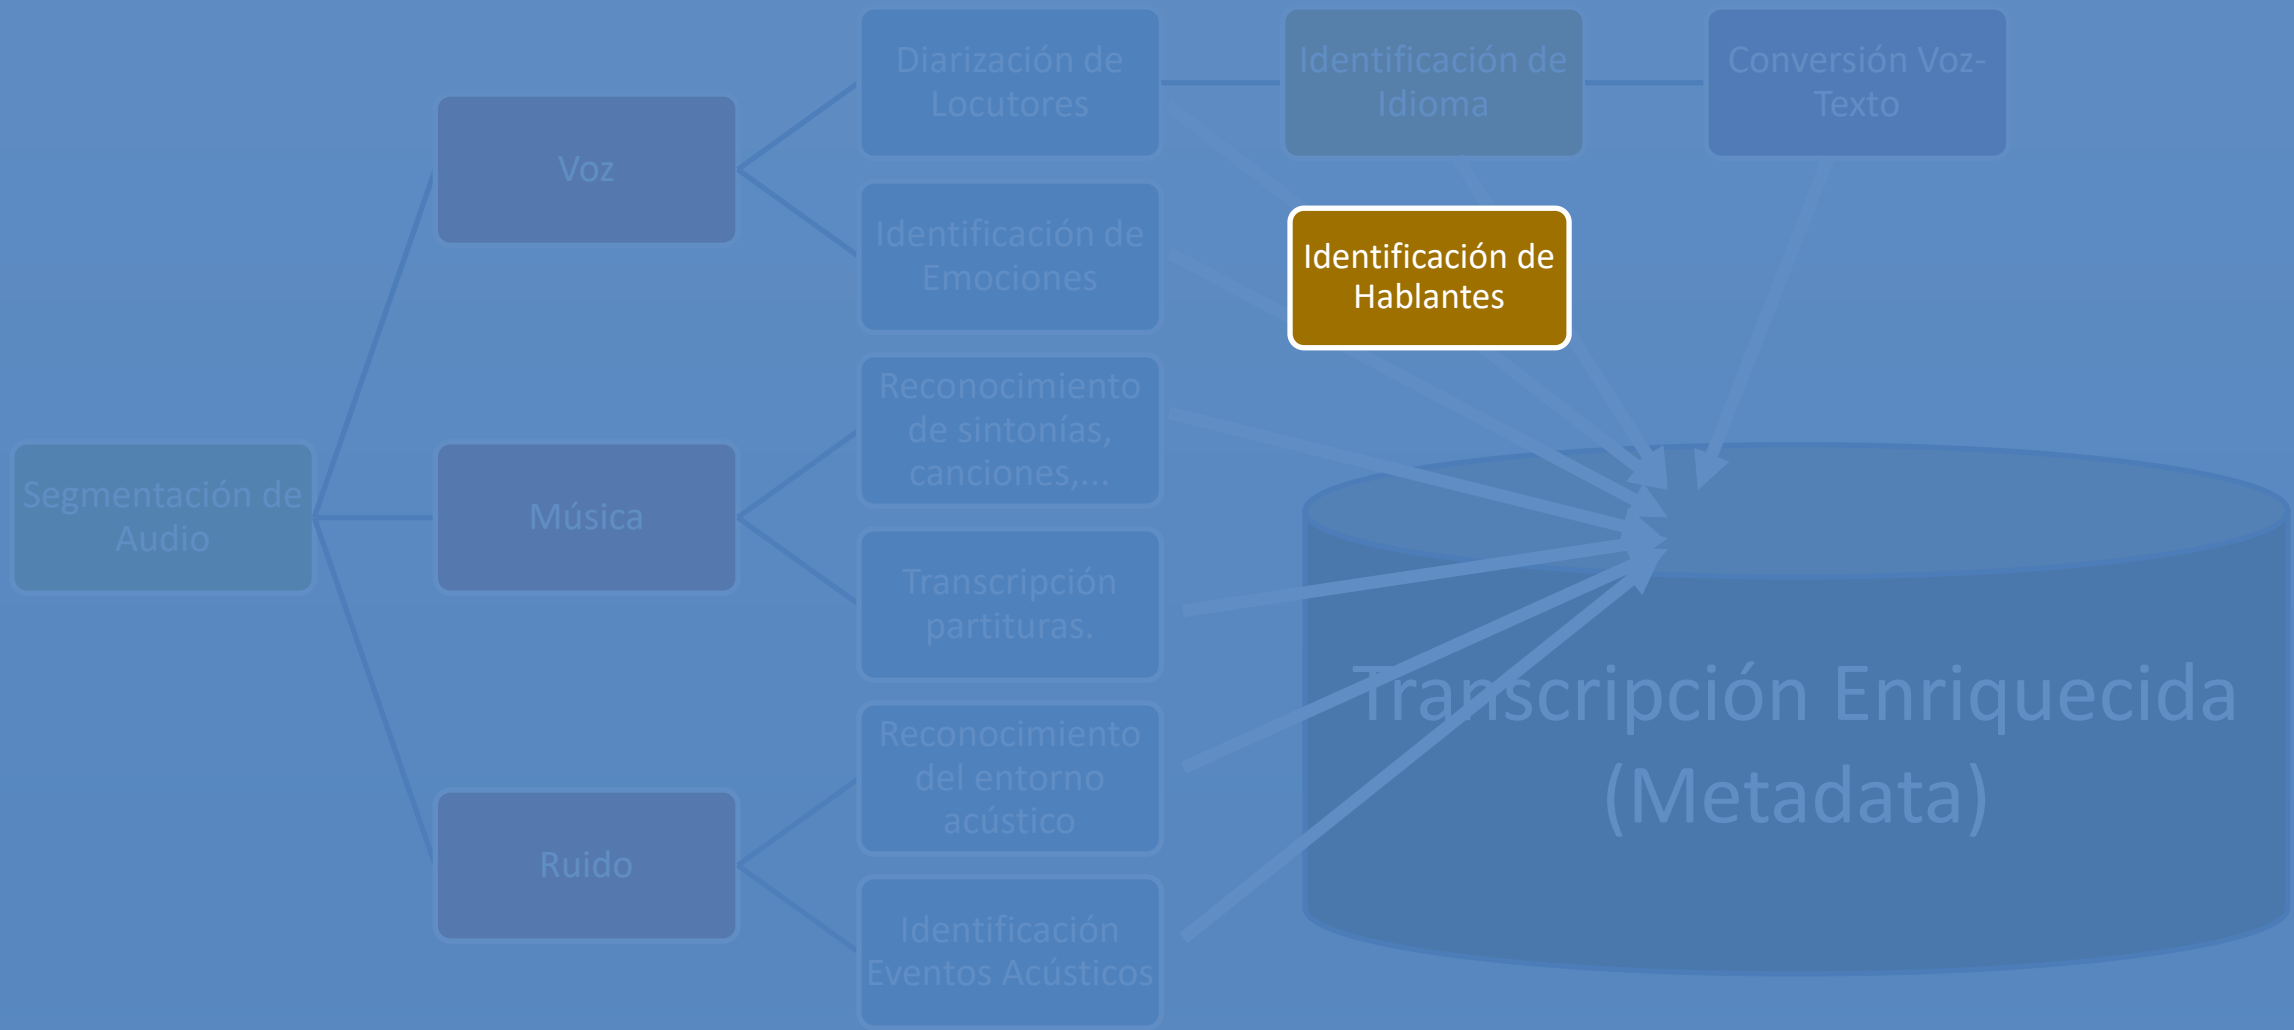 Segmentación de
Audio
Voz
Música
Ruido
Diarización de
Locutores
Identificación de
Emociones
Reconocimiento
de sintonías,
canciones,...
Transcripción
partituras.
Reconocimiento
del entorno
acústico
Identificación
Eventos Acústicos
Identificación de
Idioma
Conversión Voz-
Texto
Identificación de
Hablantes
Transcripción Enriquecida
(Metadata)